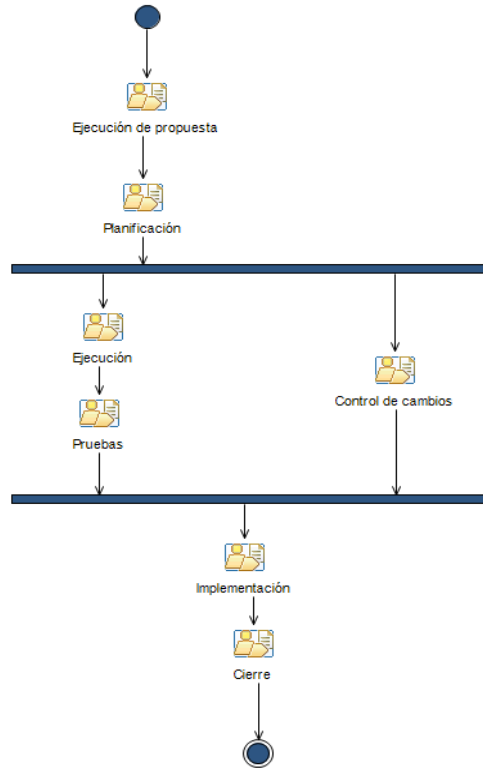 Ejecución de propuesta
Planificación
Ejecución
Control de cambios
Pruebas
Implementación
Cierre